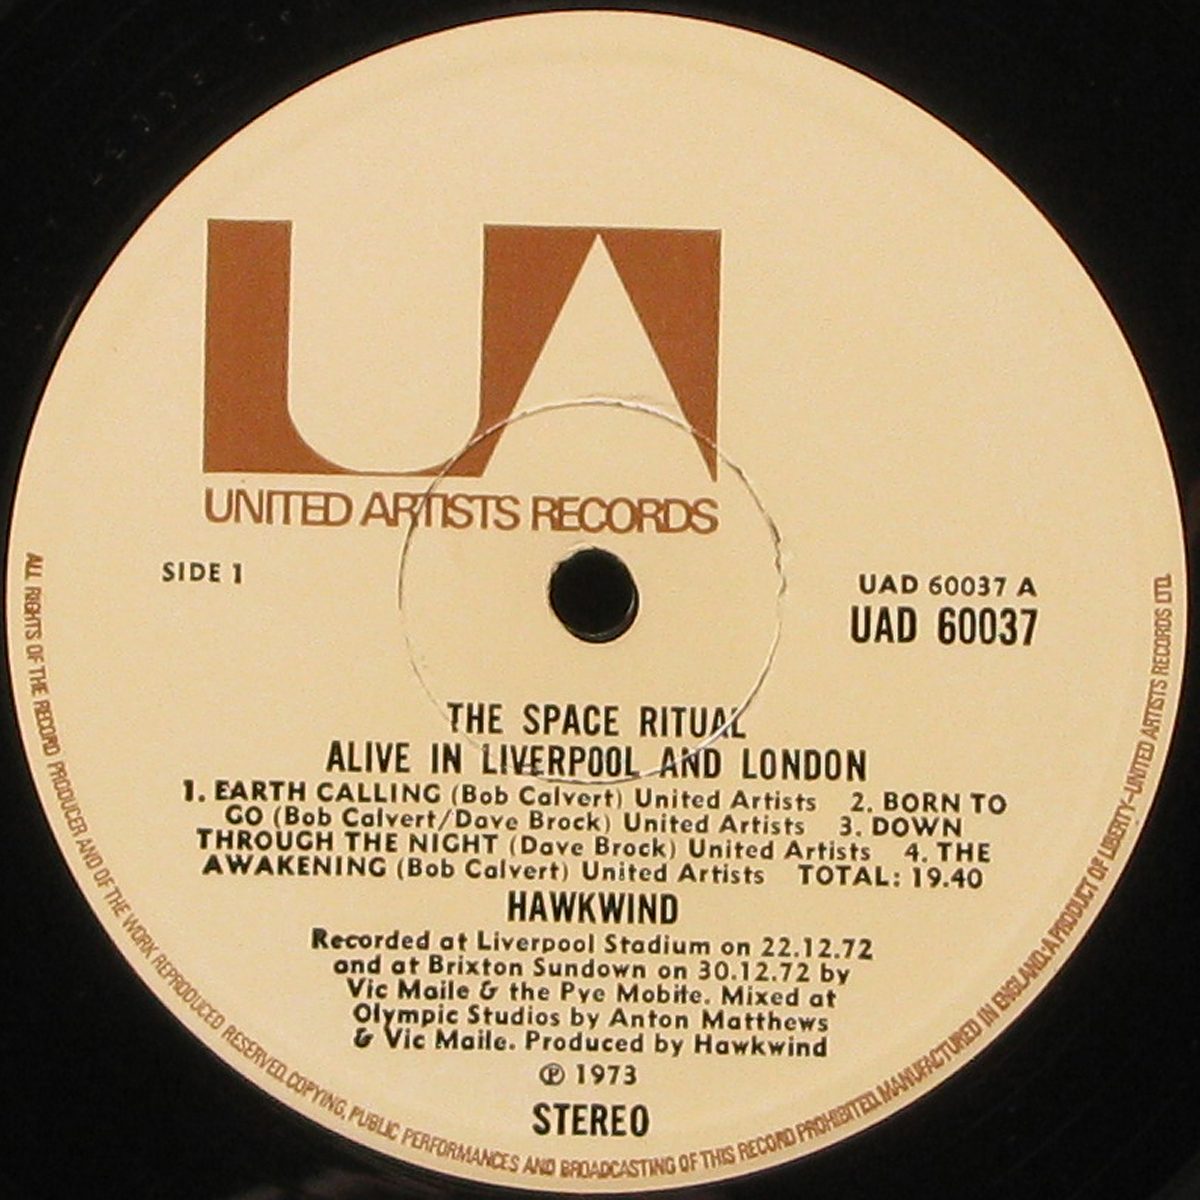 UA
UNITED ARTISTS RECORDS
SIDE 1
UAD 60037 A
UAD 60037
THE SPACE RITUAL
ALIVE IN LIVERPOOL AND LONDON
1. EARTH CALLING (Bob Calvert) United Artists 2. BORN TO
GO (Bob Calvert/Dave Brock) United Artists 3. DOWN
THROUGH THE NIGHT (Dave Brock) United Artists 4. THE
AWAKENING (Bob Calvert) United Artists TOTAL: 19.40
HAWKWIND
Recorded at Liverpool Stadium on 22.12.72
and at Brixton Sundown on 30.12.72 by
Vic Maile & the Pye Mobile. Mixed at
Olympic Studios by Anton Matthews
& Vic Maile. Produced by Hawkwind
℗ 1973
STEREO
ALL RIGHTS OF THE RECORD PRODUCER AND OF THE WORK REPRODUCED RESERVED. COPYING, PUBLIC PERFORMANCES AND BROADCASTING OF THIS RECORD PROHIBITED. MANUFACTURED IN ENGLAND. A PRODUCT OF LIBERTY-UNITED ARTISTS RECORDS LTD.